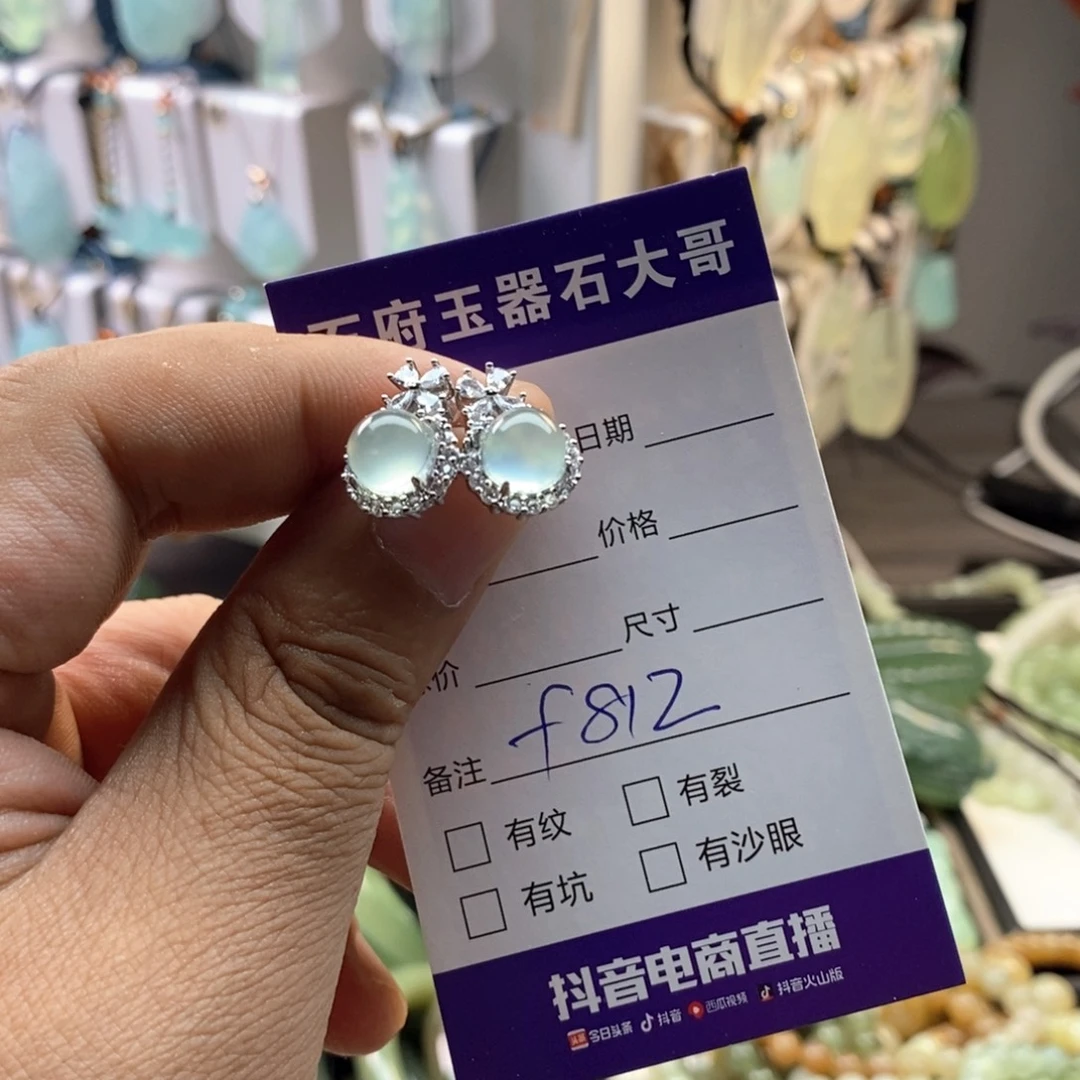 府玉器石大哥
日期
价格
尺寸
价
备注 f812
有纹 有裂
有坑 有沙眼
抖音电商直播
头条 今日头条 抖音 西瓜视频 抖音火山版